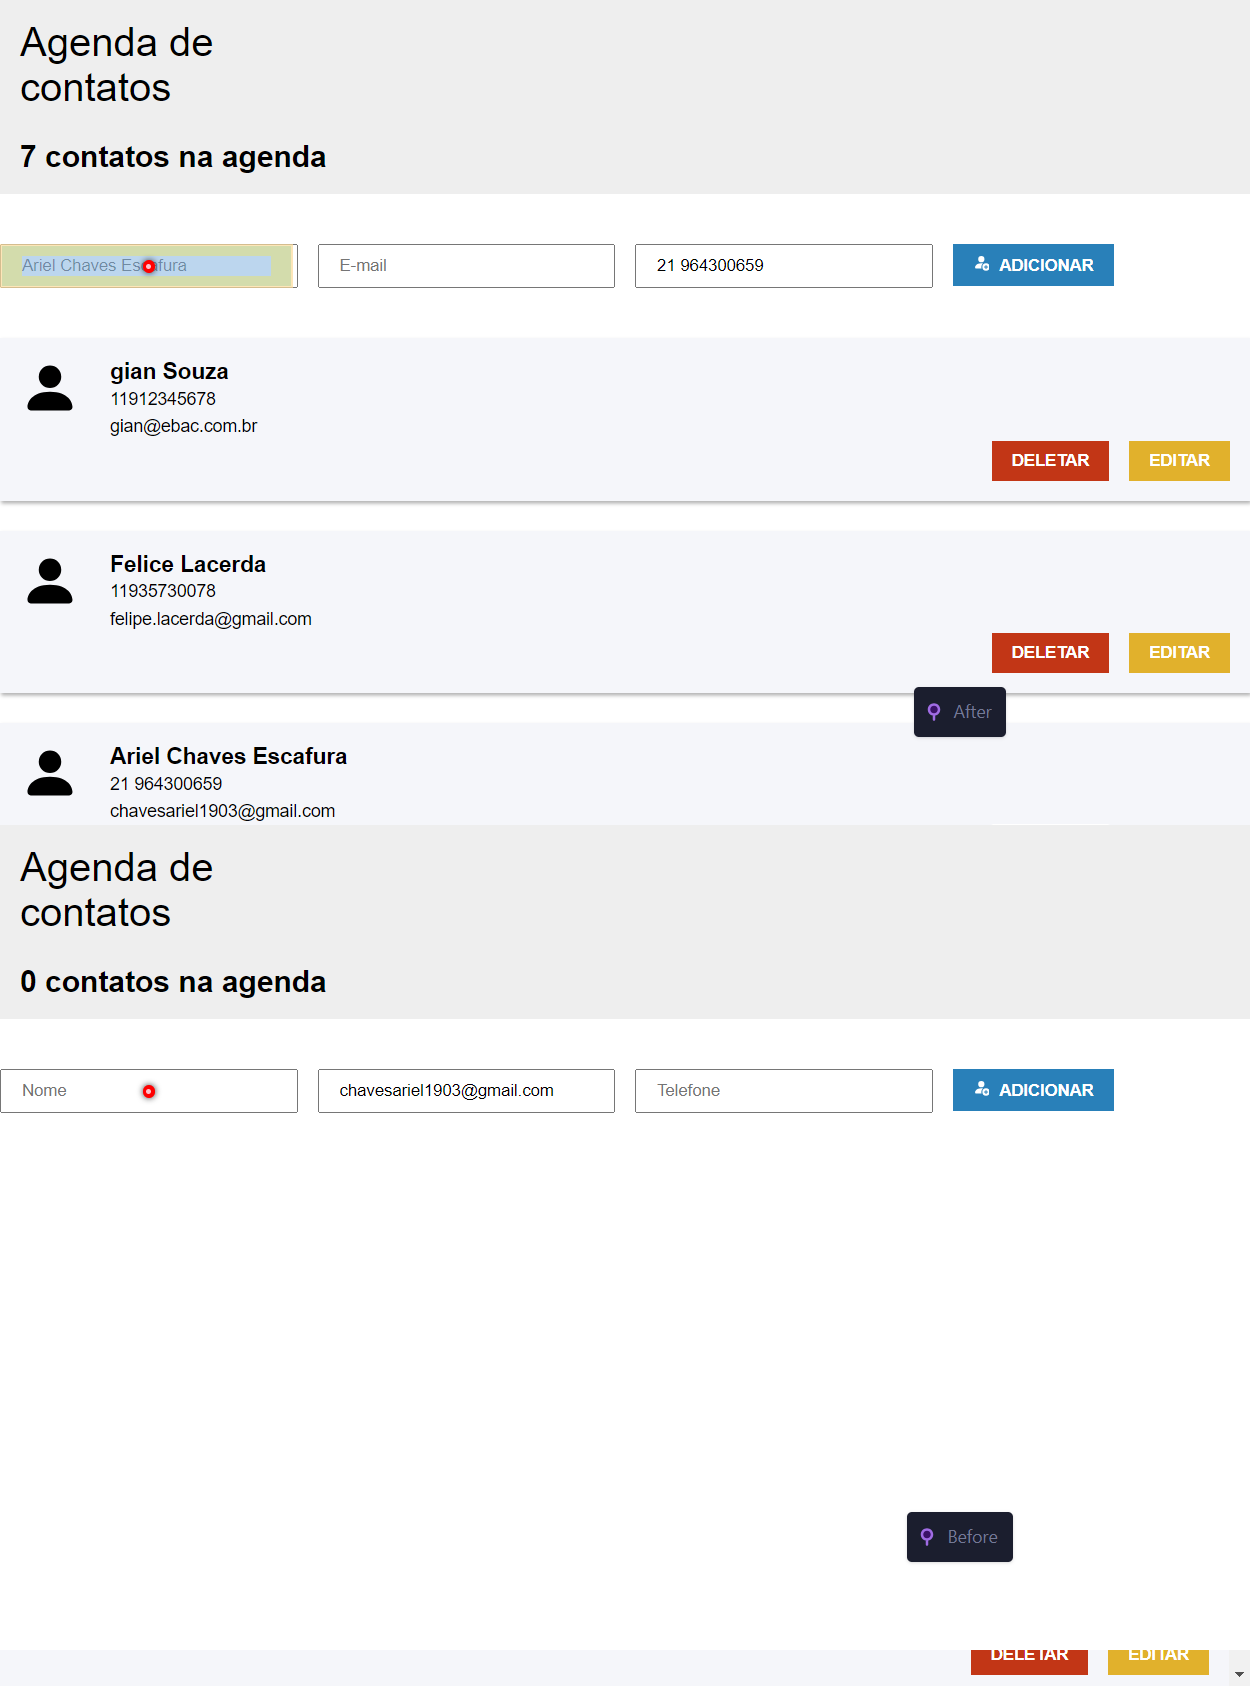 Agenda de
contatos
7 contatos na agenda
Ariel Chaves Escafura
E-mail
21 964300659
ADICIONAR
gian Souza
11912345678
gian@ebac.com.br
DELETAR
EDITAR
Felice Lacerda
11935730078
felipe.lacerda@gmail.com
DELETAR
EDITAR
After
Ariel Chaves Escafura
21 964300659
chavesariel1903@gmail.com
Agenda de
contatos
0 contatos na agenda
Nome
chavesariel1903@gmail.com
Telefone
ADICIONAR
Before
DELETAR
EDITAR